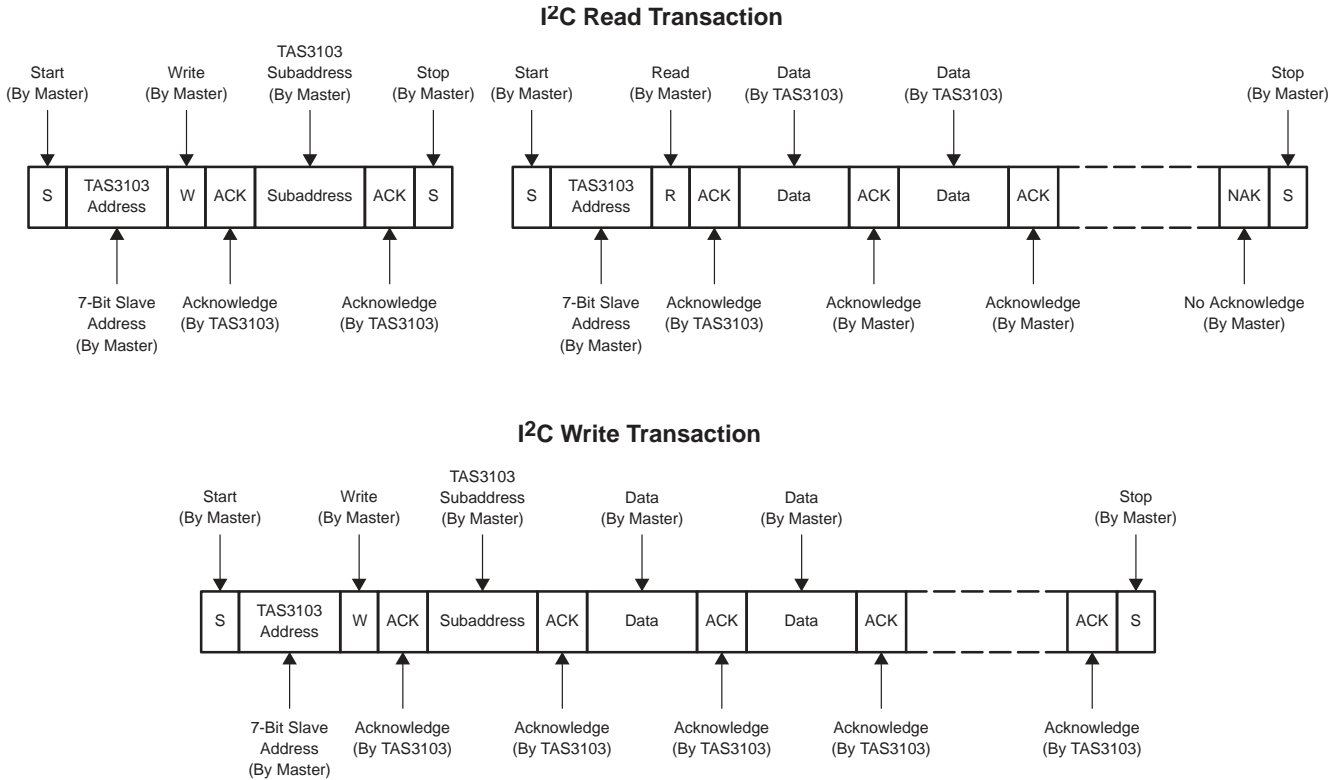 I2C Read Transaction
Start
(By Master)
Write
(By Master)
TAS3103
Subaddress
(By Master)
Stop
(By Master)
Start
(By Master)
Read
(By Master)
Data
(By TAS3103)
Data
(By TAS3103)
Stop
(By Master)
S
TAS3103
Address
W
ACK
Subaddress
ACK
S
S
TAS3103
Address
R
ACK
Data
ACK
Data
ACK
NAK
S
7-Bit Slave
Address
(By Master)
Acknowledge
(By TAS3103)
Acknowledge
(By TAS3103)
7-Bit Slave
Address
(By Master)
Acknowledge
(By TAS3103)
Acknowledge
(By Master)
Acknowledge
(By Master)
No Acknowledge
(By Master)
I2C Write Transaction
Start
(By Master)
Write
(By Master)
TAS3103
Subaddress
(By Master)
Data
(By Master)
Data
(By Master)
Stop
(By Master)
S
TAS3103
Address
W
ACK
Subaddress
ACK
Data
ACK
Data
ACK
ACK
S
7-Bit Slave
Address
(By Master)
Acknowledge
(By TAS3103)
Acknowledge
(By TAS3103)
Acknowledge
(By TAS3103)
Acknowledge
(By TAS3103)
Acknowledge
(By TAS3103)